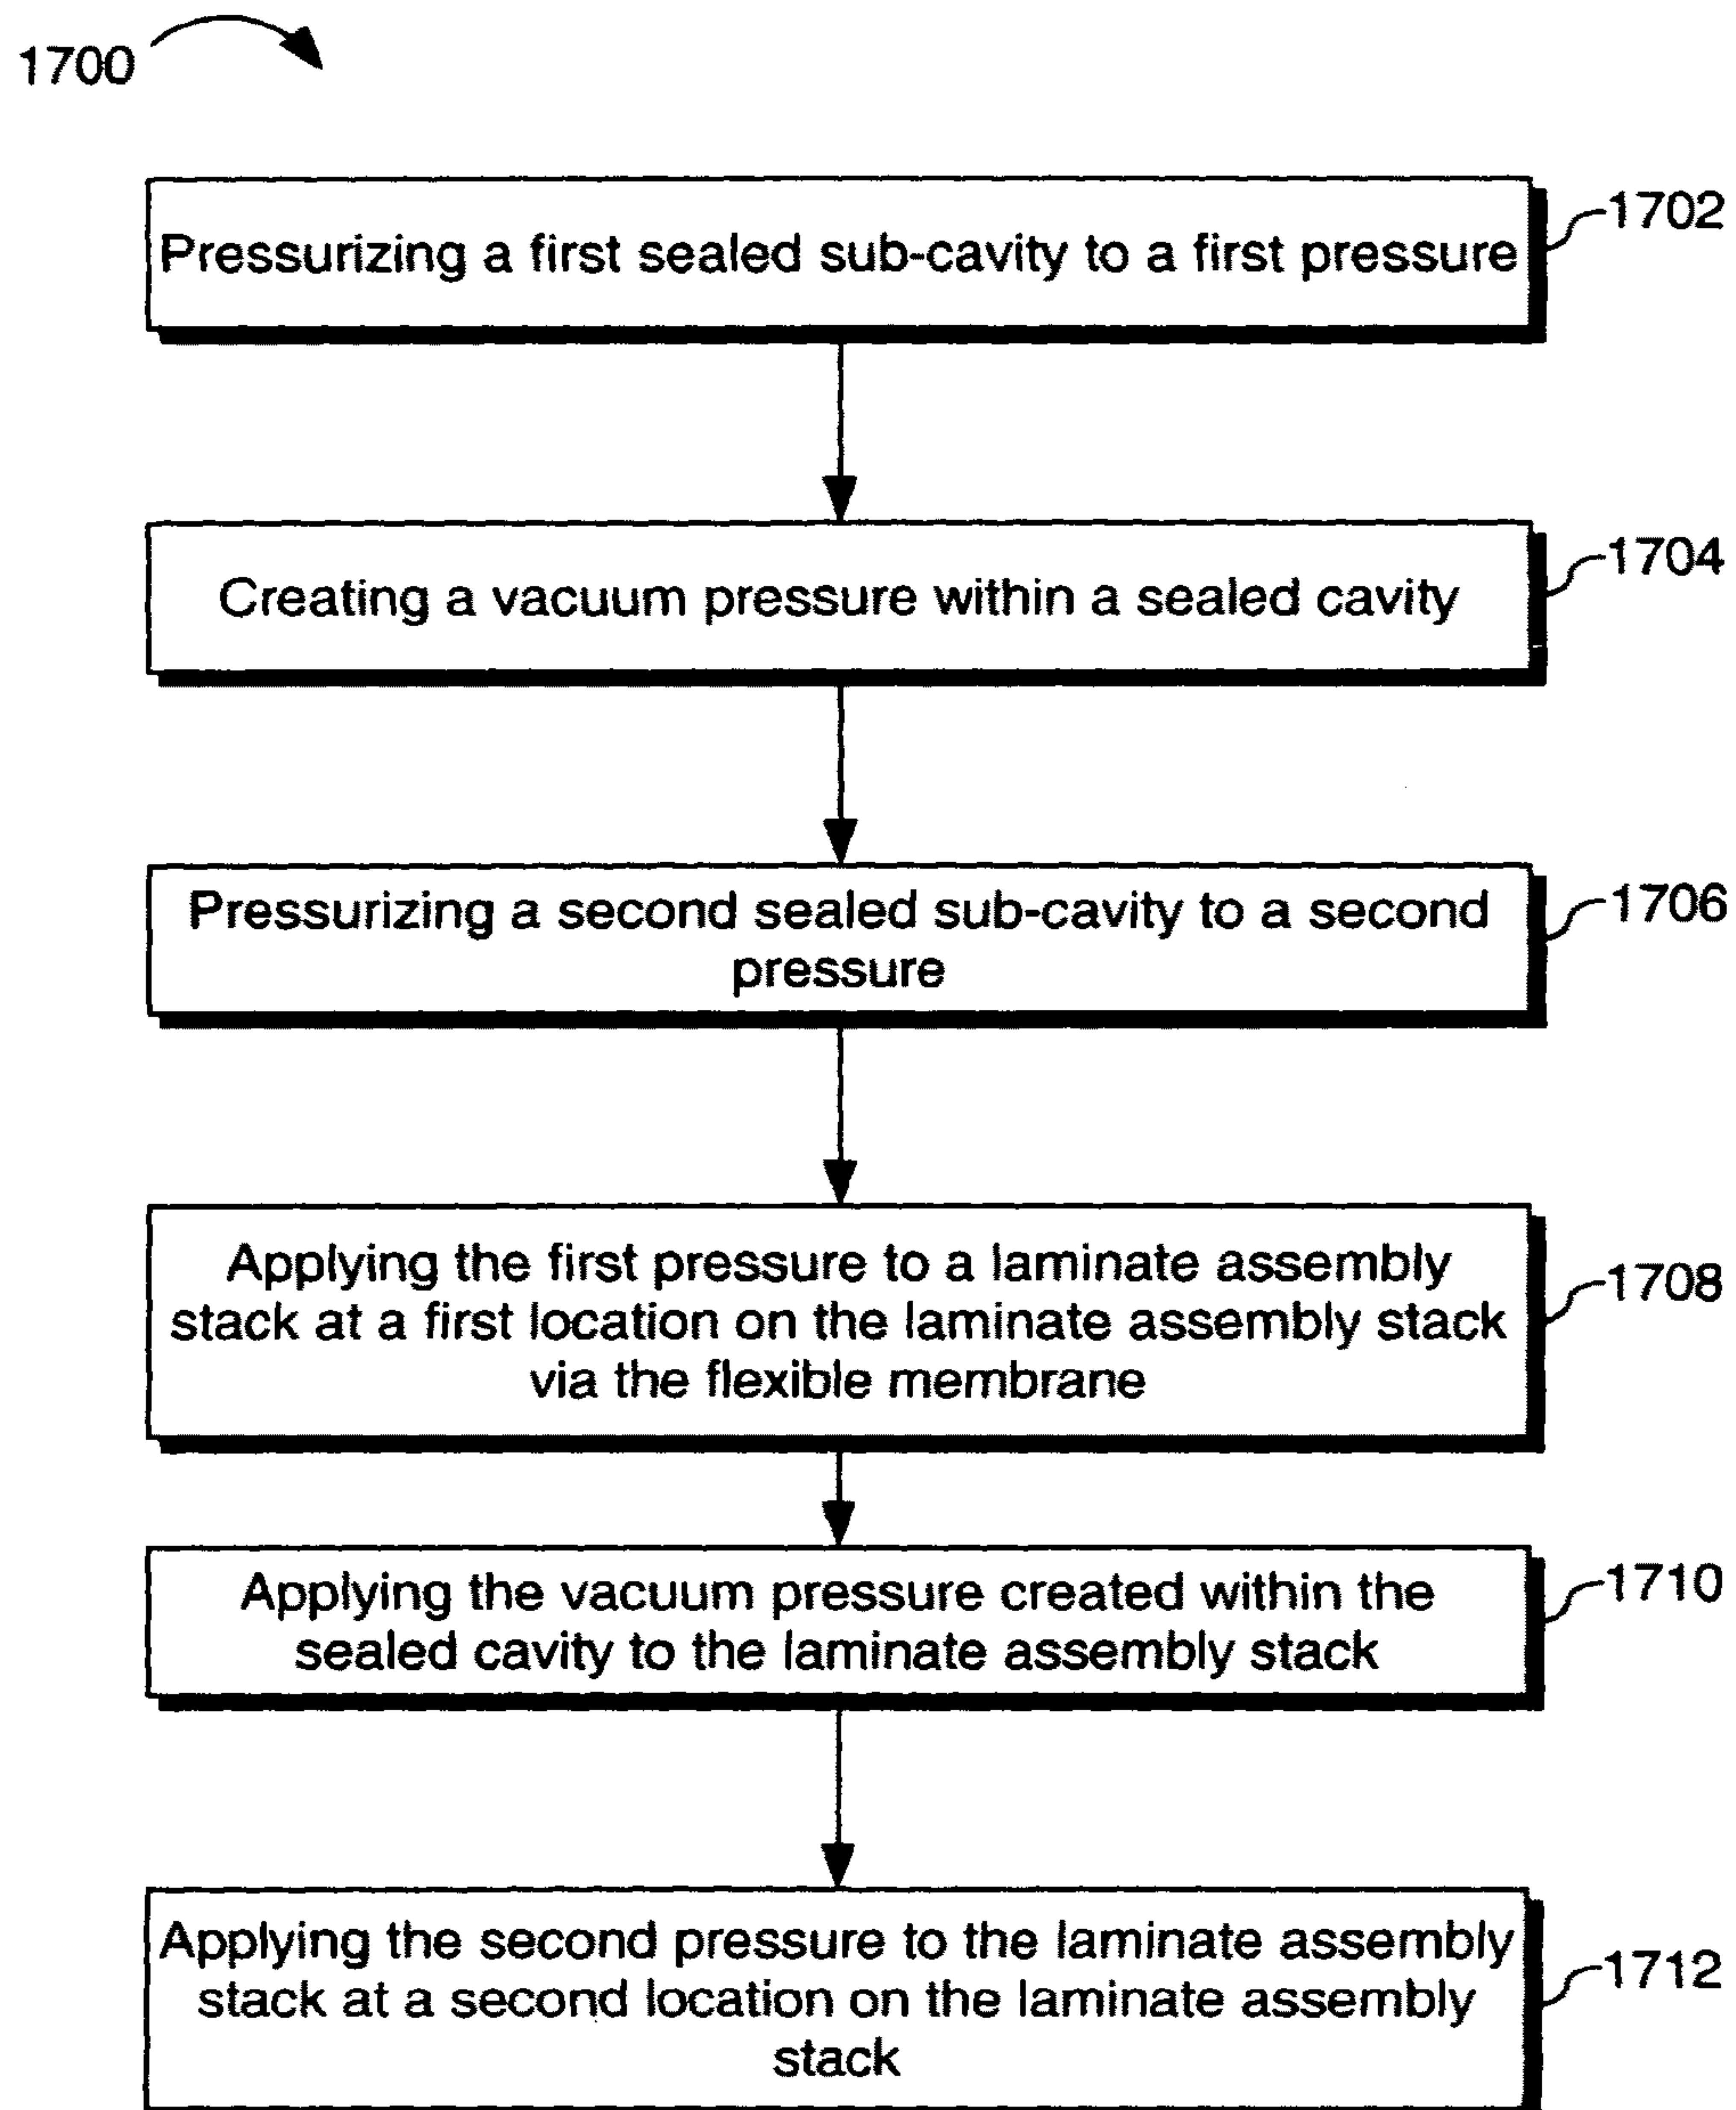 1700
Pressurizing a first sealed sub-cavity to a first pressure
1702
Creating a vacuum pressure within a sealed cavity
1704
Pressurizing a second sealed sub-cavity to a second
pressure
1706
Applying the first pressure to a laminate assembly
stack at a first location on the laminate assembly stack
via the flexible membrane
1708
Applying the vacuum pressure created within the
sealed cavity to the laminate assembly stack
1710
Applying the second pressure to the laminate assembly
stack at a second location on the laminate assembly
stack
1712